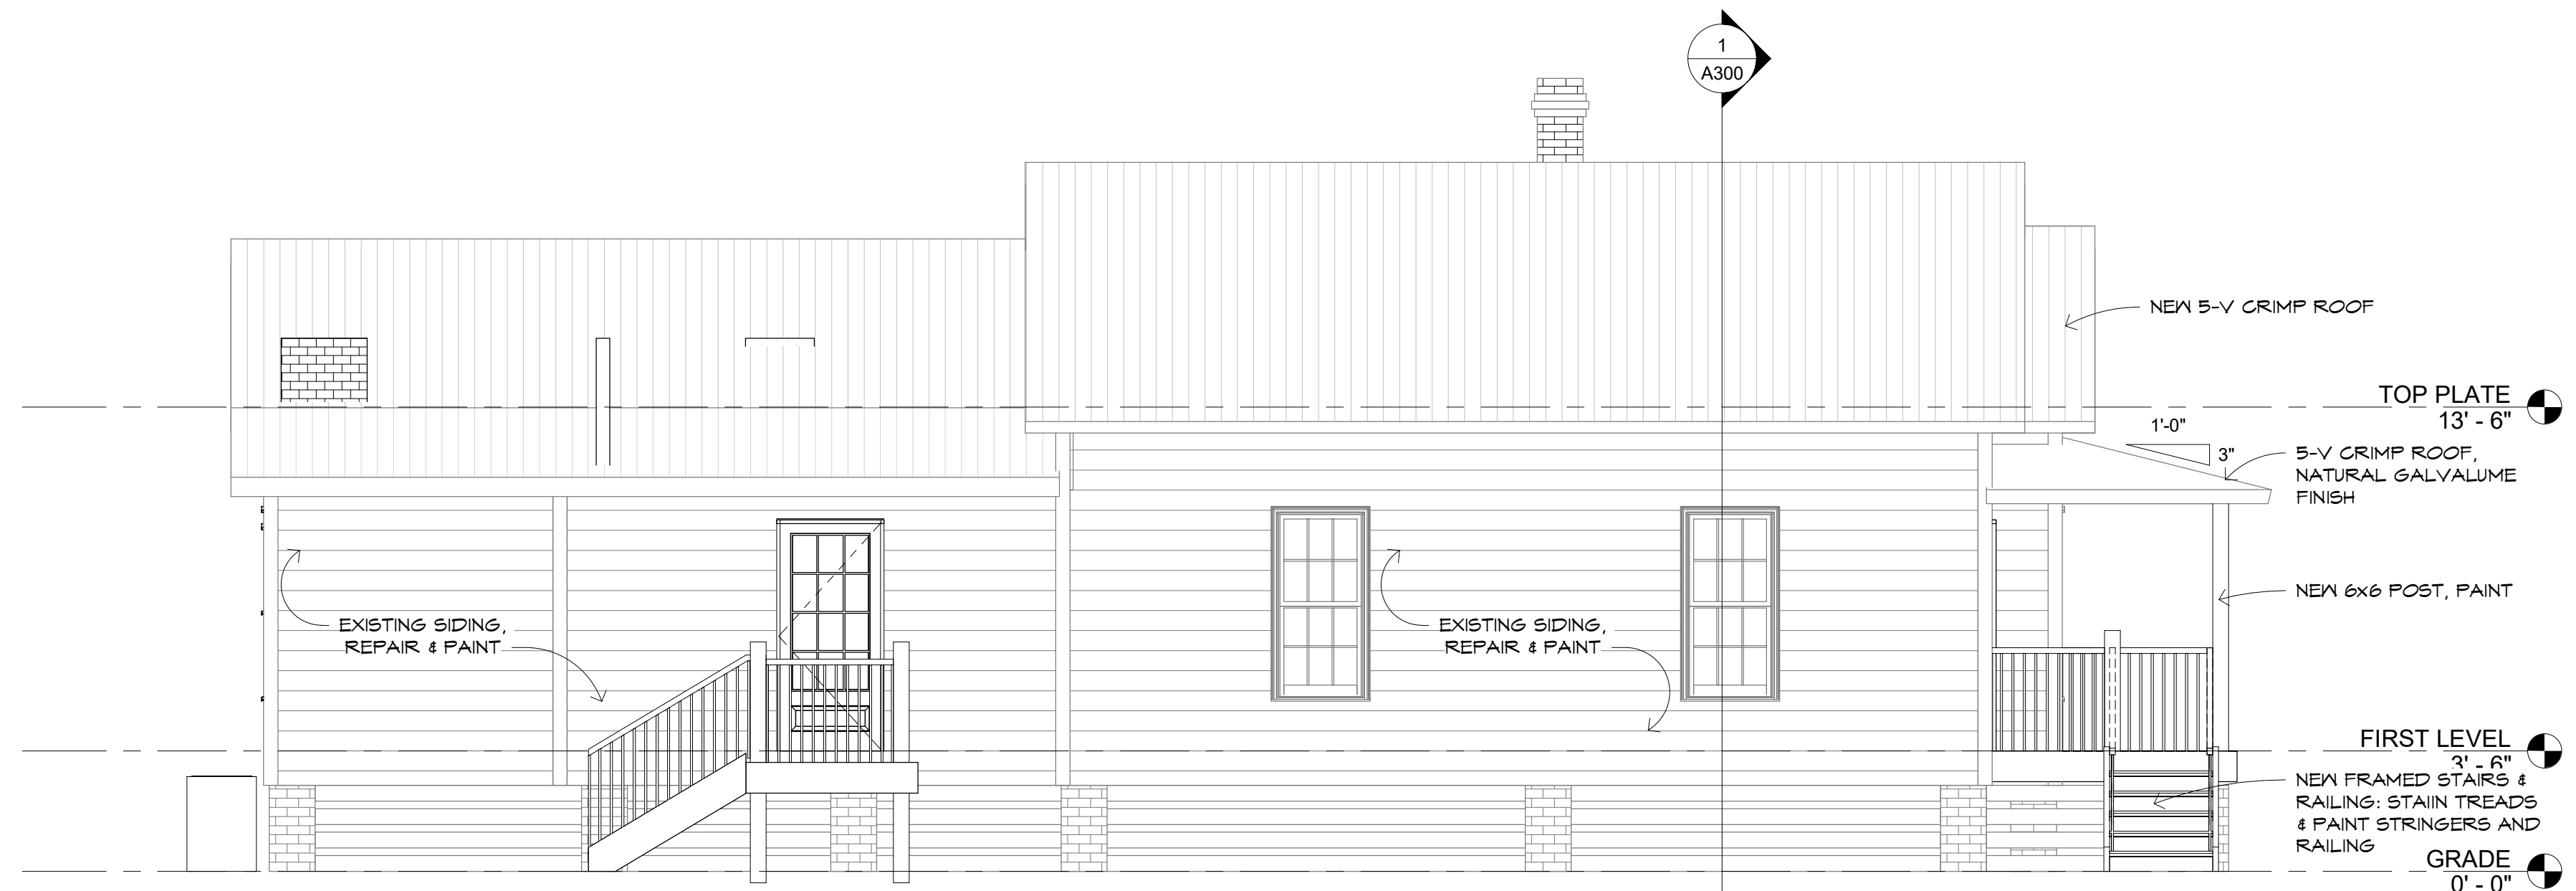 1
A300
NEW 5-V CRIMP ROOF
TOP PLATE
13' - 6"
1'-0"
3"
5-V CRIMP ROOF,
NATURAL GALVALUME
FINISH
NEW 6x6 POST, PAINT
EXISTING SIDING,
REPAIR & PAINT
EXISTING SIDING,
REPAIR & PAINT
FIRST LEVEL
3' - 6"
NEW FRAMED STAIRS &
RAILING: STAIIN TREADS
& PAINT STRINGERS AND
RAILING
GRADE
0' - 0"